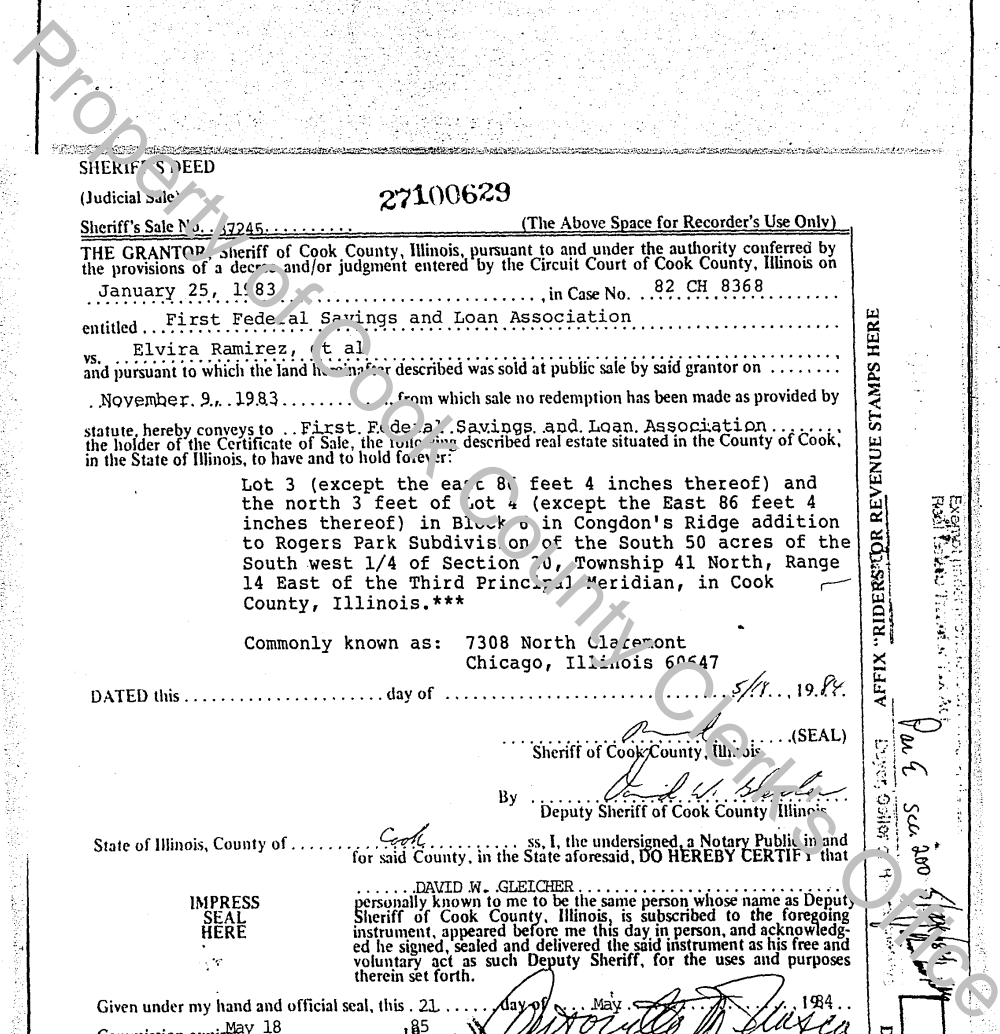 Property of Cook County Clerk's Office
SHERIFF'S DEED
(Judicial Sale)
27100629
Sheriff's Sale No. 37245
(The Above Space for Recorder's Use Only)
THE GRANTOR, Sheriff of Cook County, Illinois, pursuant to and under the authority conferred by
the provisions of a decree and/or judgment entered by the Circuit Court of Cook County, Illinois on
January 25, 1983, in Case No. 82 CH 8368
entitled First Federal Savings and Loan Association
vs. Elvira Ramirez, et al,
and pursuant to which the land hereinafter described was sold at public sale by said grantor on
November 9, 1983, from which sale no redemption has been made as provided by
statute, hereby conveys to First Federal Savings and Loan Association
the holder of the Certificate of Sale, the following described real estate situated in the County of Cook,
in the State of Illinois, to have and to hold forever:
Lot 3 (except the east 86 feet 4 inches thereof) and
the north 3 feet of Lot 4 (except the East 86 feet 4
inches thereof) in Block 6 in Congdon's Ridge addition
to Rogers Park Subdivision of the South 50 acres of the
South west 1/4 of Section 30, Township 41 North, Range
14 East of the Third Principal Meridian, in Cook
County, Illinois.***
Commonly known as: 7308 North Claremont
Chicago, Illinois 60647
DATED this day of 5/18, 1984.
(SEAL)
Sheriff of Cook County, Illinois
By David W. Gleicher
Deputy Sheriff of Cook County Illinois
State of Illinois, County of Cook ss, I, the undersigned, a Notary Public in and
for said County, in the State aforesaid, DO HEREBY CERTIFY that
DAVID W. GLEICHER
IMPRESS
SEAL
HERE
personally known to me to be the same person whose name as Deputy
Sheriff of Cook County, Illinois, is subscribed to the foregoing
instrument, appeared before me this day in person, and acknowledg-
ed he signed, sealed and delivered the said instrument as his free and
voluntary act as such Deputy Sheriff, for the uses and purposes
therein set forth.
Given under my hand and official seal, this 21 day of May 1984
May 18 85
AFFIX "RIDERS" OR REVENUE STAMPS HERE
Par E Sec 200